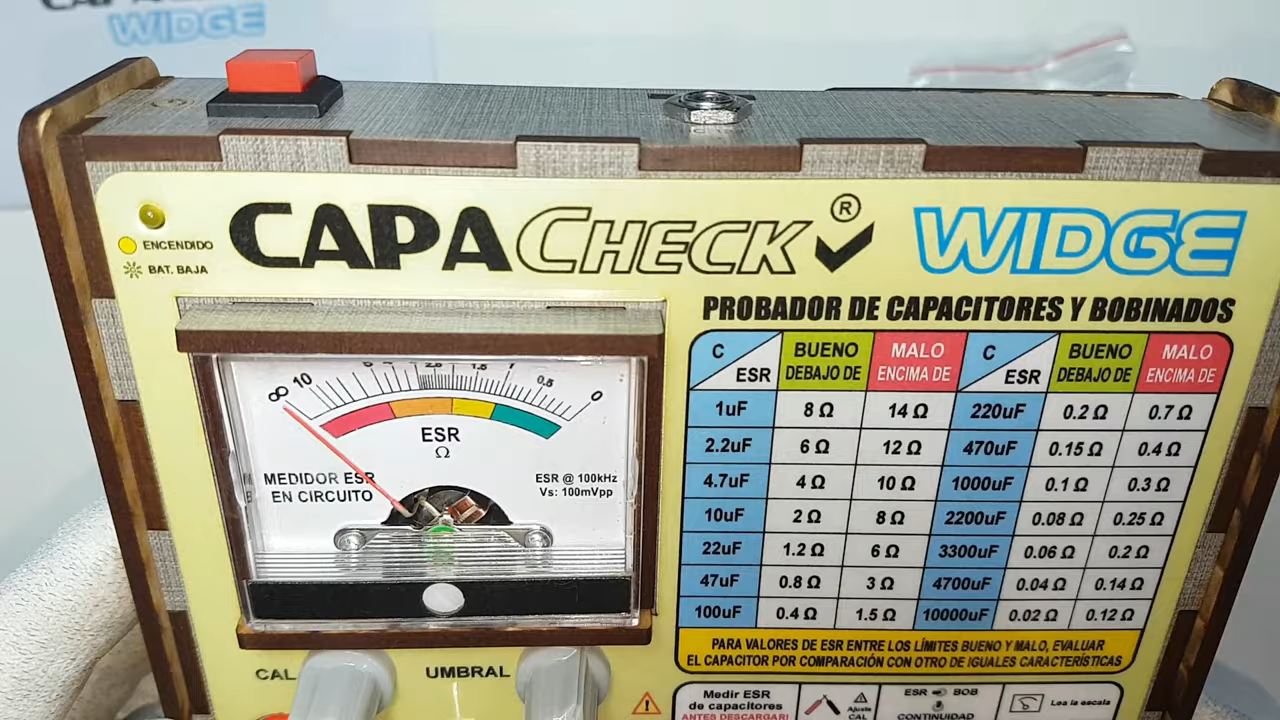 WIDGE
ENCENDIDO
BAT. BAJA
CAPACHECK ®
WIDGE
PROBADOR DE CAPACITORES Y BOBINADOS
∞ 10 5 2.5 1.5 1 0.5 0
ESR
Ω
MEDIDOR ESR
EN CIRCUITO
ESR @ 100kHz
Vs: 100mVpp
C ESR BUENO DEBAJO DE MALO ENCIMA DE C ESR BUENO DEBAJO DE MALO ENCIMA DE
1uF 8 Ω 14 Ω 220uF 0.2 Ω 0.7 Ω
2.2uF 6 Ω 12 Ω 470uF 0.15 Ω 0.4 Ω
4.7uF 4 Ω 10 Ω 1000uF 0.1 Ω 0.3 Ω
10uF 2 Ω 8 Ω 2200uF 0.08 Ω 0.25 Ω
22uF 1.2 Ω 6 Ω 3300uF 0.06 Ω 0.2 Ω
47uF 0.8 Ω 3 Ω 4700uF 0.04 Ω 0.14 Ω
100uF 0.4 Ω 1.5 Ω 10000uF 0.02 Ω 0.12 Ω
PARA VALORES DE ESR ENTRE LOS LÍMITES BUENO Y MALO, EVALUAR
EL CAPACITOR POR COMPARACIÓN CON OTRO DE IGUALES CARACTERÍSTICAS
CAL
UMBRAL
Medir ESR
de capacitores
ANTES DESCARGAR!
Ajuste
CAL
ESR BOB
CONTINUIDAD
Lea la escala